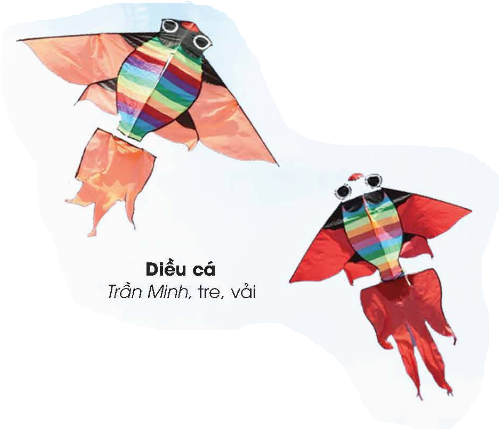 Diều cá
Trần Minh, tre, vải